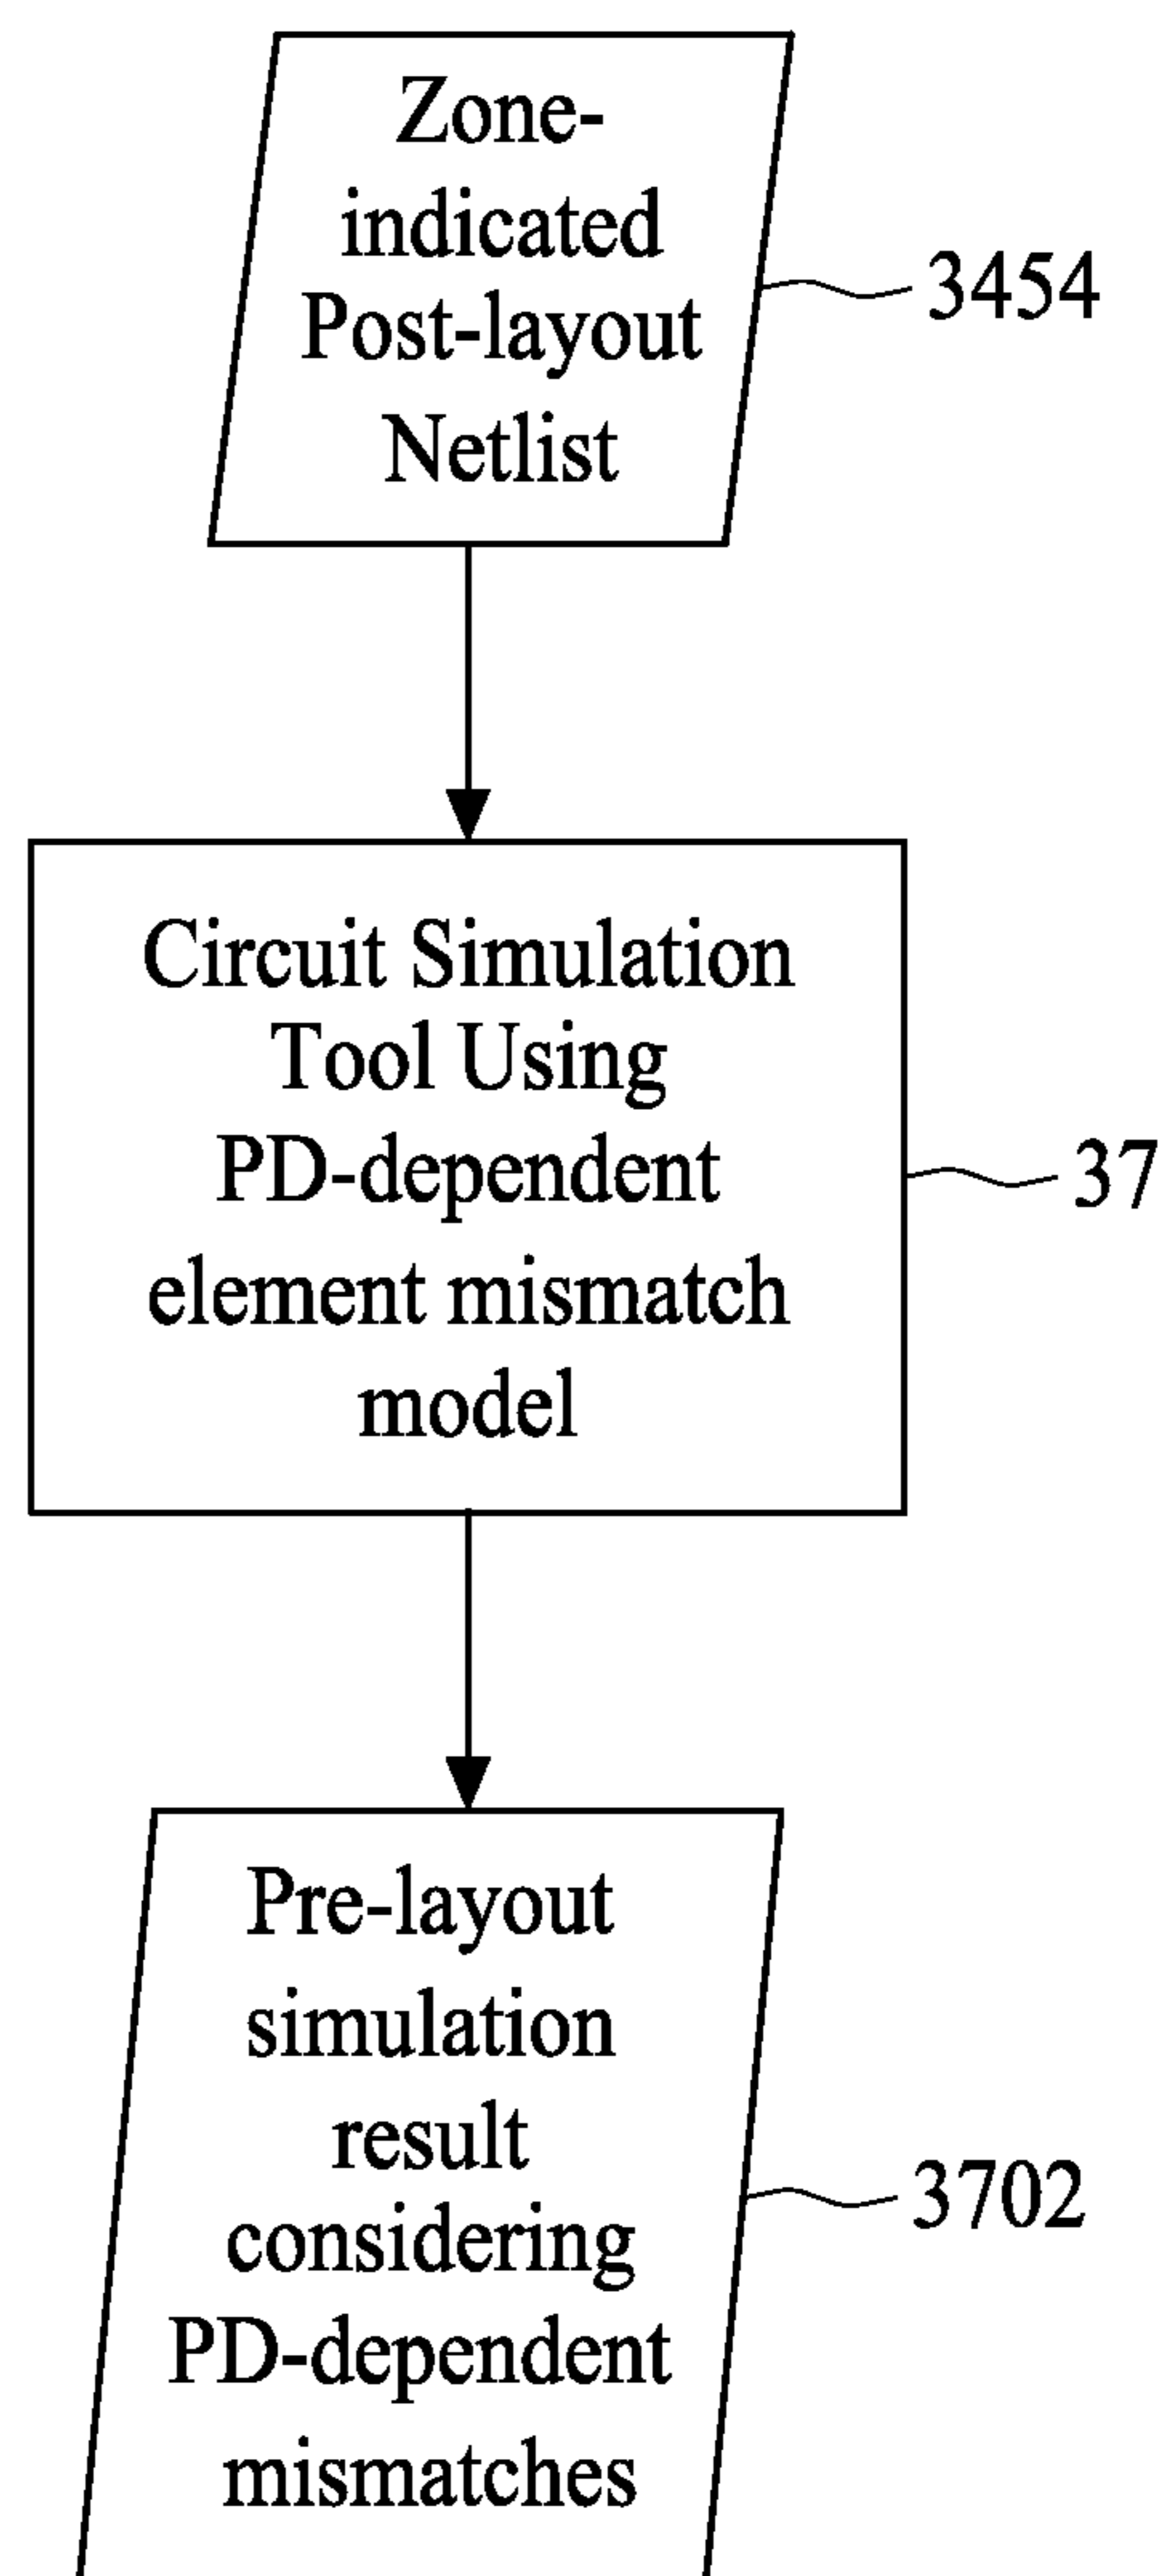 Zone-
indicated
Post-layout
Netlist
3454
Circuit Simulation
Tool Using
PD-dependent
element mismatch
model
37
Pre-layout
simulation
result
considering
PD-dependent
mismatches
3702